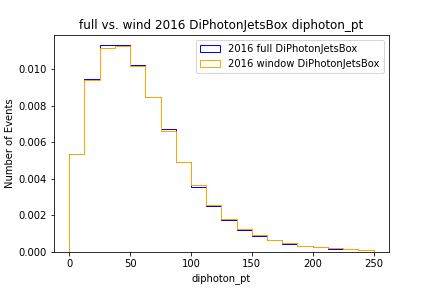 full vs. wind 2016 DiPhotonJetsBox diphoton_pt
2016 full DiPhotonJetsBox
2016 window DiPhotonJetsBox
Number of Events
0.010
0.008
0.006
0.004
0.002
0.000
0
50
100
150
200
250
diphoton_pt